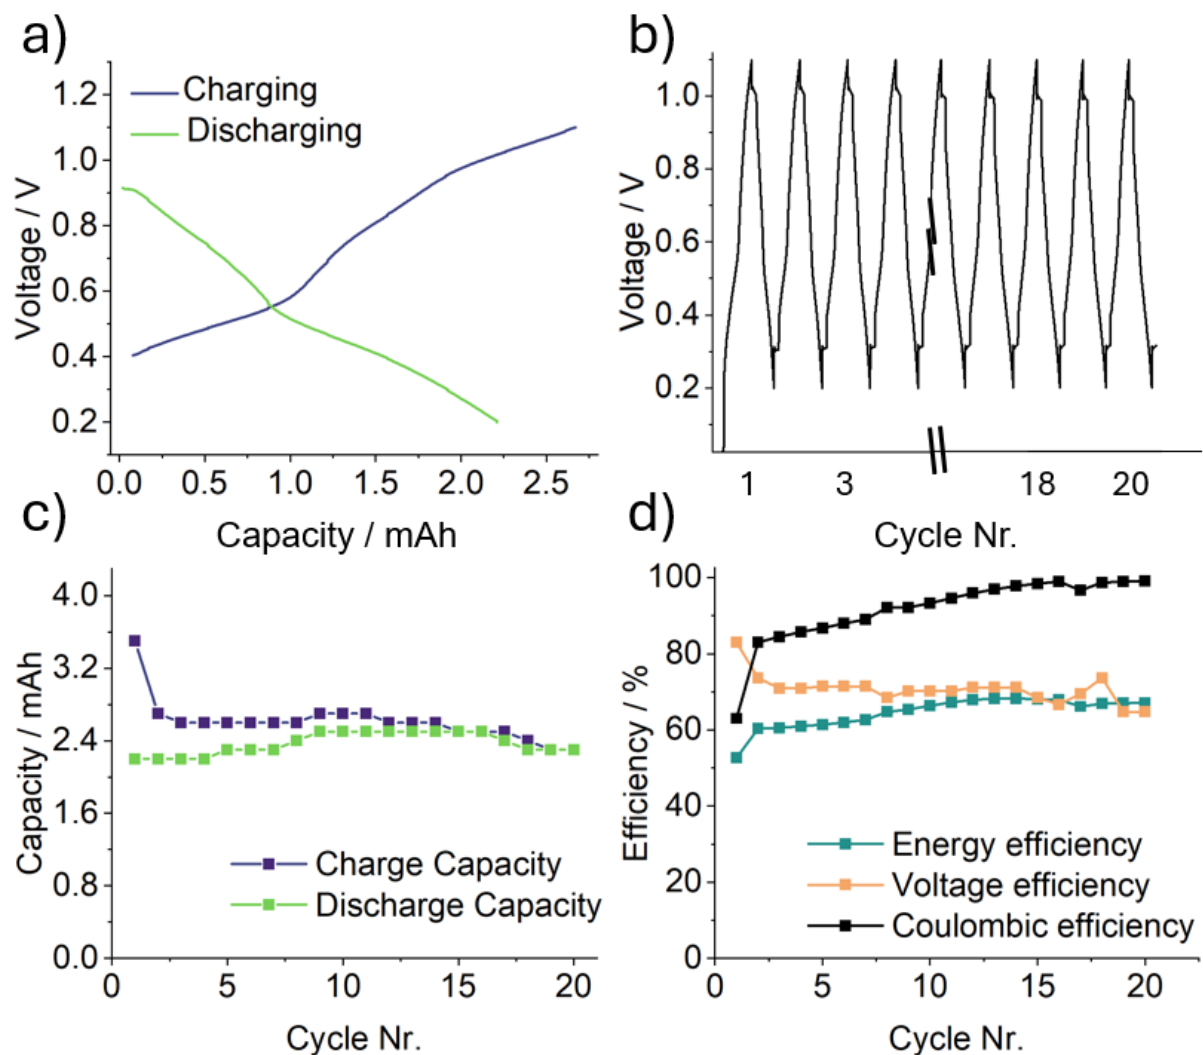 a)
Voltage / V
1.2
1.0
0.8
0.6
0.4
0.2
Charging
Discharging
0.0 0.5 1.0 1.5 2.0 2.5
Capacity / mAh
b)
Voltage / V
1.0
0.8
0.6
0.4
0.2
1 3 18 20
Cycle Nr.
c)
Capacity / mAh
4.0
3.2
2.4
1.6
0.8
0.0
Charge Capacity
Discharge Capacity
0 5 10 15 20
Cycle Nr.
d)
Efficiency / %
100
80
60
40
20
0
Energy efficiency
Voltage efficiency
Coulombic efficiency
0 5 10 15 20
Cycle Nr.